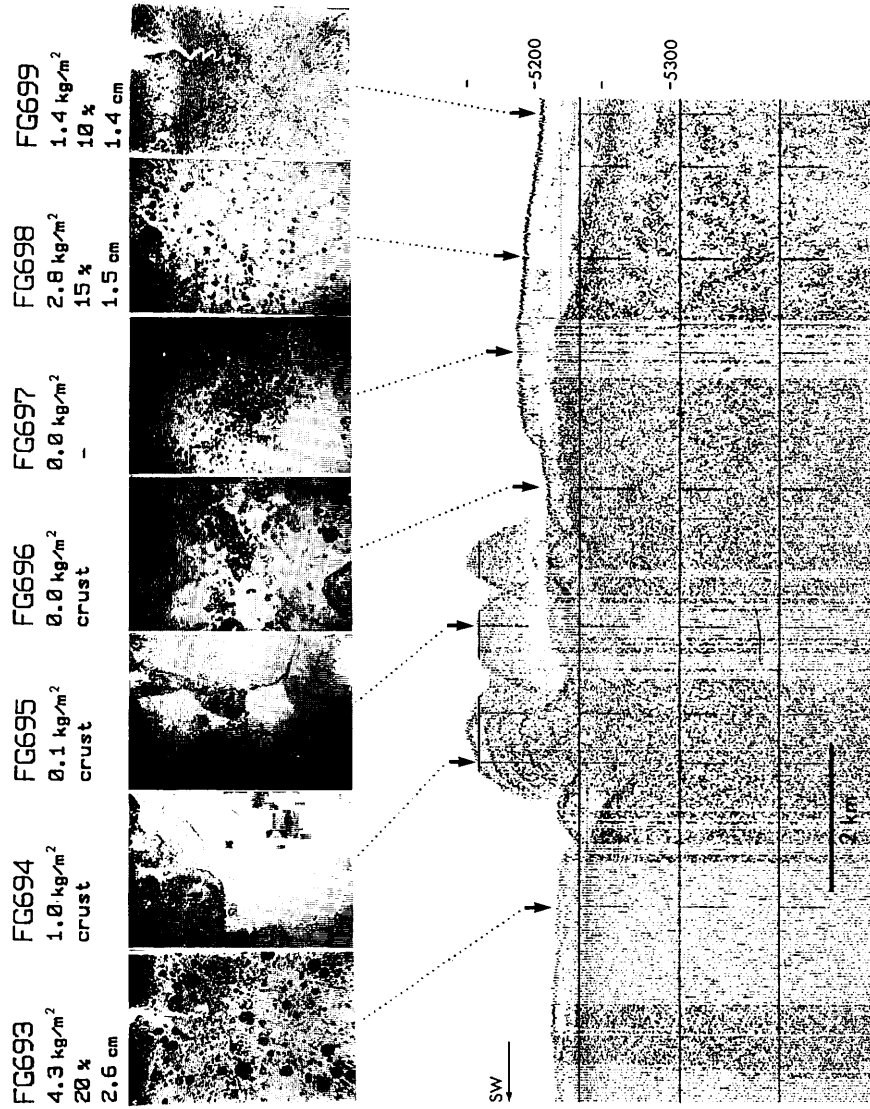 FG693
4.3 kg/m²
20 %
2.6 cm
FG694
1.0 kg/m²
crust
FG695
0.1 kg/m²
crust
FG696
0.0 kg/m²
crust
FG697
0.0 kg/m²
-
FG698
2.8 kg/m²
15 %
1.5 cm
FG699
1.4 kg/m²
10 %
1.4 cm
SW
-
-5200
-
-5300
2 km